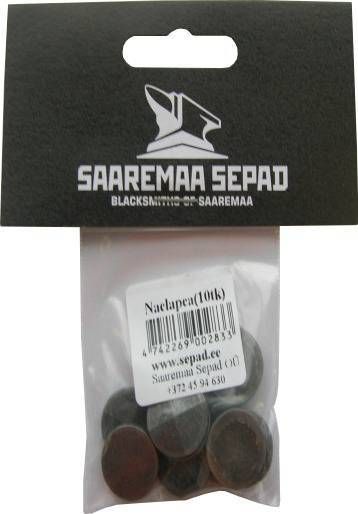 SAAREMAA SEPAD
BLACKSMITHS OF SAAREMAA
Naelapea(10tk)
4 742269 002833
www.sepad.ee
Saaremaa Sepad OÜ
+372 45 94 630